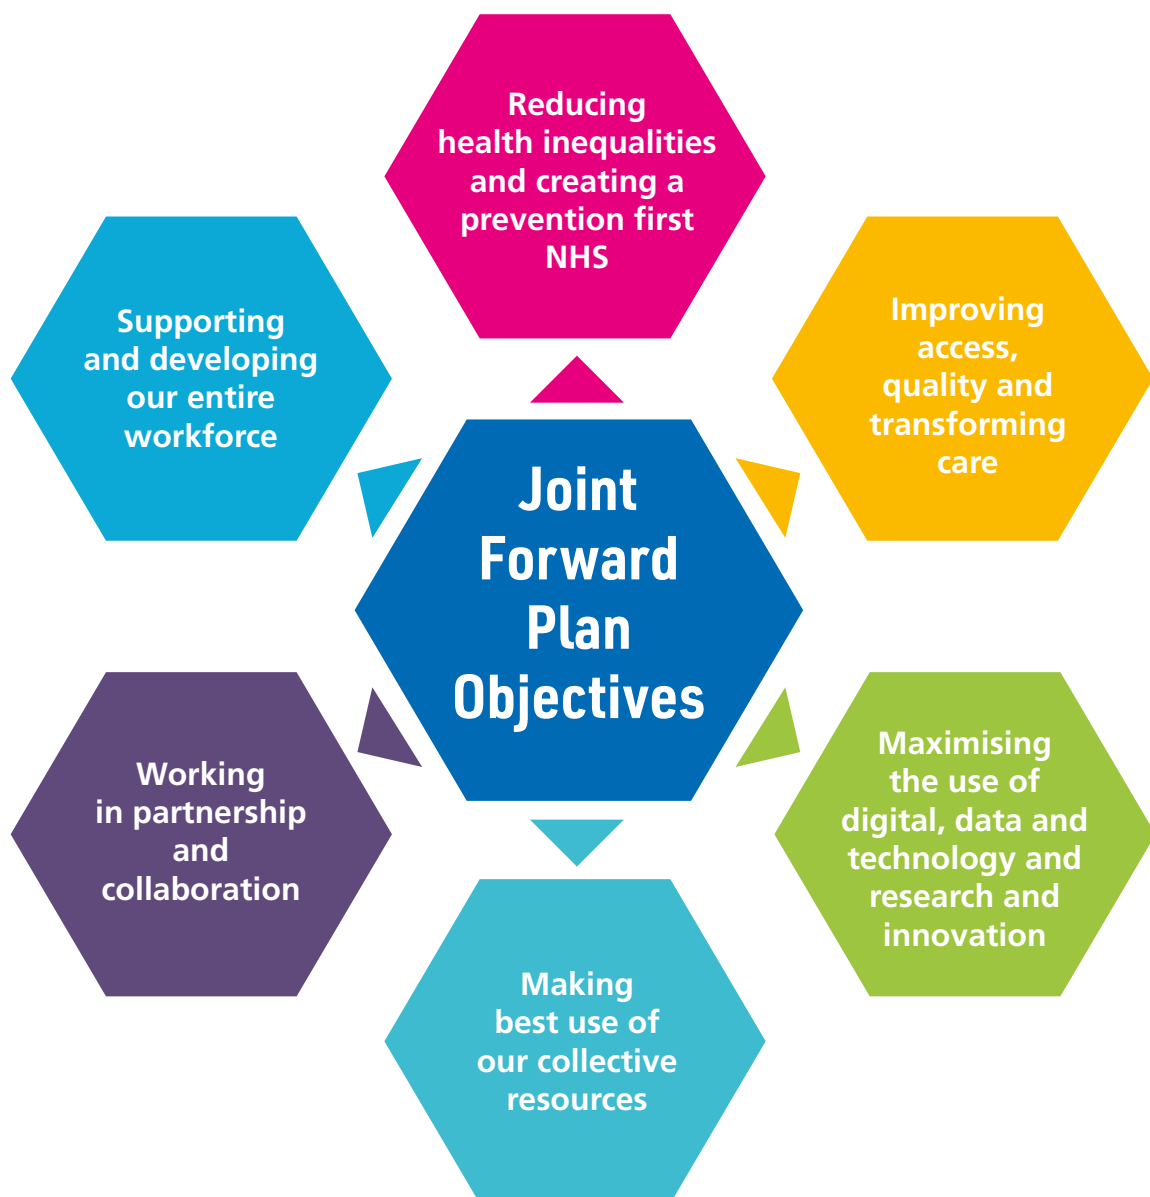 Reducing
health inequalities
and creating a
prevention first
NHS
Improving
access,
quality and
transforming
care
Maximising
the use of
digital, data and
technology and
research and
innovation
Making
best use of
our collective
resources
Working
in partnership
and
collaboration
Supporting
and developing
our entire
workforce
Joint
Forward
Plan
Objectives